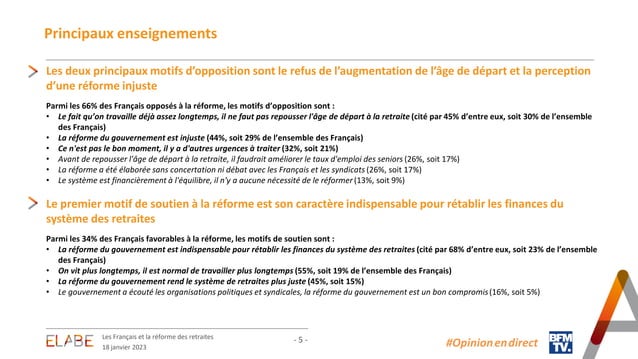 Principaux enseignements
Les deux principaux motifs d’opposition sont le refus de l’augmentation de l’âge de départ et la perception
d’une réforme injuste
Parmi les 66% des Français opposés à la réforme, les motifs d’opposition sont :
• Le fait qu’on travaille déjà assez longtemps, il ne faut pas repousser l’âge de départ à la retraite (cité par 45% d’entre eux, soit 30% de l’ensemble
des Français)
• La réforme du gouvernement est injuste (44%, soit 29% de l’ensemble des Français)
• Ce n'est pas le bon moment, il y a d'autres urgences à traiter (32%, soit 21%)
• Avant de repousser l’âge de départ à la retraite, il faudrait améliorer le taux d'emploi des seniors (26%, soit 17%)
• La réforme a été élaborée sans concertation ni débat avec les Français et les syndicats (26%, soit 17%)
• Le système est financièrement à l'équilibre, il n'y a aucune nécessité de le réformer (13%, soit 9%)
Le premier motif de soutien à la réforme est son caractère indispensable pour rétablir les finances du
système des retraites
Parmi les 34% des Français favorables à la réforme, les motifs de soutien sont :
• La réforme du gouvernement est indispensable pour rétablir les finances du système des retraites (cité par 68% d’entre eux, soit 23% de l’ensemble
des Français)
• On vit plus longtemps, il est normal de travailler plus longtemps (55%, soit 19% de l’ensemble des Français)
• La réforme du gouvernement rend le système de retraites plus juste (45%, soit 15%)
• Le gouvernement a écouté les organisations politiques et syndicales, la réforme du gouvernement est un bon compromis (16%, soit 5%)
ELABE
Les Français et la réforme des retraites
18 janvier 2023
- 5 -
#Opinion en direct
BFM
TV.